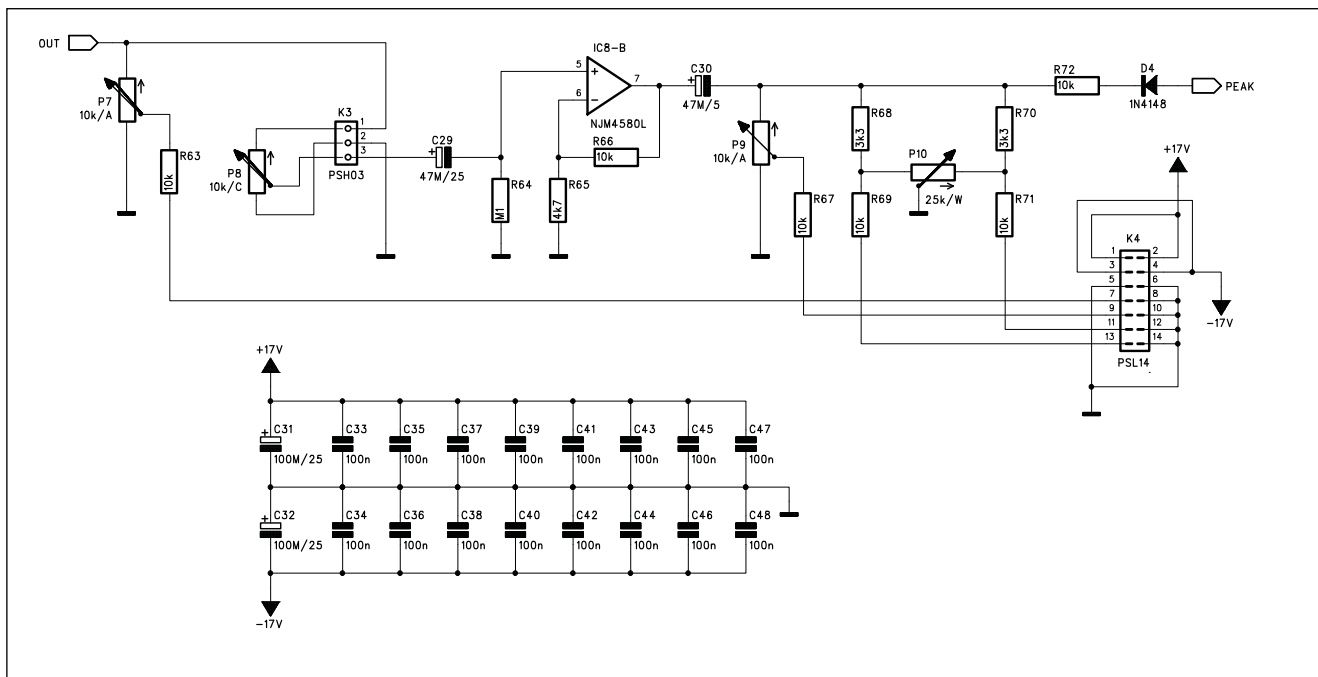 OUT
P7
10k/A
R63
10k
P8
10k/C
K3
1
2
3
PSH03
C29
+
47M/25
R64
M1
R65
4k7
IC8-B
5
+
6
−
7
NJM4580L
R66
10k
C30
+
47M/5
P9
10k/A
R67
10k
R68
3k3
R69
10k
P10
25k/W
R70
3k3
R71
10k
R72
10k
D4
1N4148
PEAK
+17V
K4
1 2
3 4
5 6
7 8
9 10
11 12
13 14
PSL14
-17V
+17V
+
C31 C33 C35 C37 C39 C41 C43 C45 C47
100M/25 100n 100n 100n 100n 100n 100n 100n 100n
+
C32 C34 C36 C38 C40 C42 C44 C46 C48
100M/25 100n 100n 100n 100n 100n 100n 100n 100n
-17V